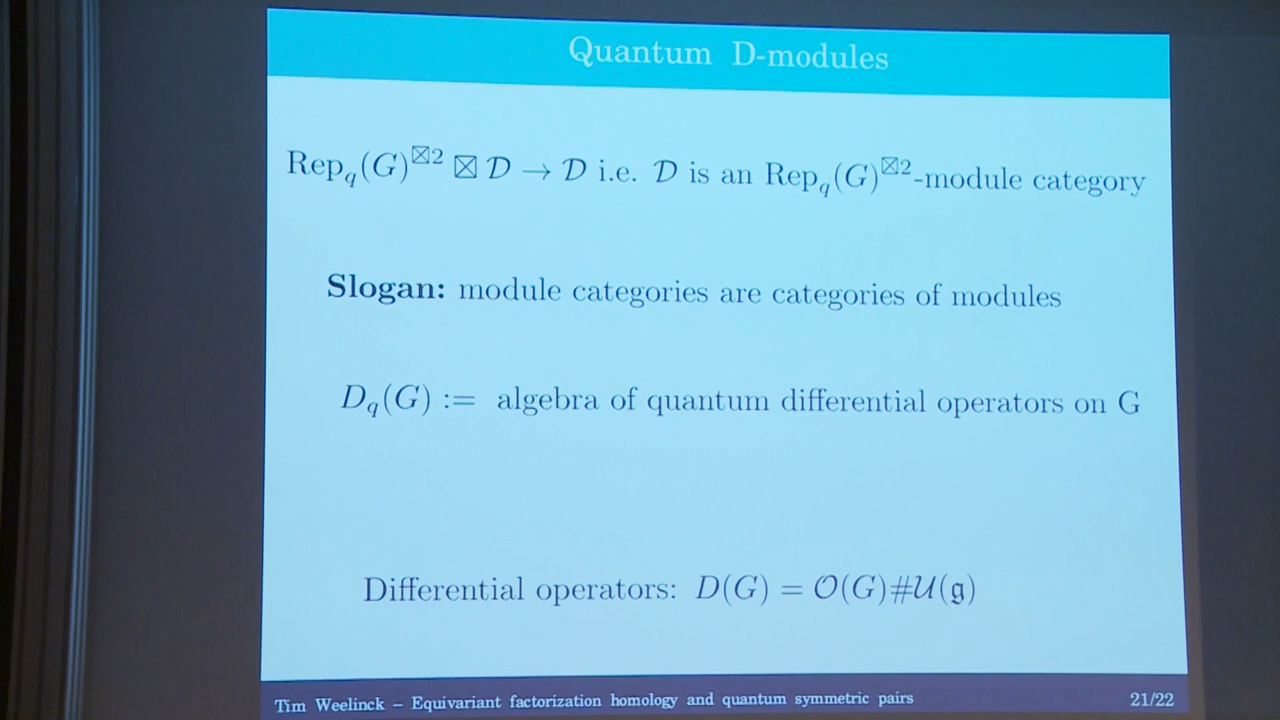 Quantum D-modules
Rep_q(G)^{⊠2} ⊠ 𝒟 → 𝒟 i.e. 𝒟 is an Rep_q(G)^{⊠2}-module category
Slogan: module categories are categories of modules
D_q(G) := algebra of quantum differential operators on G
Differential operators: D(G) = 𝒪(G)#𝒰(𝔤)
Tim Weelinck – Equivariant factorization homology and quantum symmetric pairs 21/22